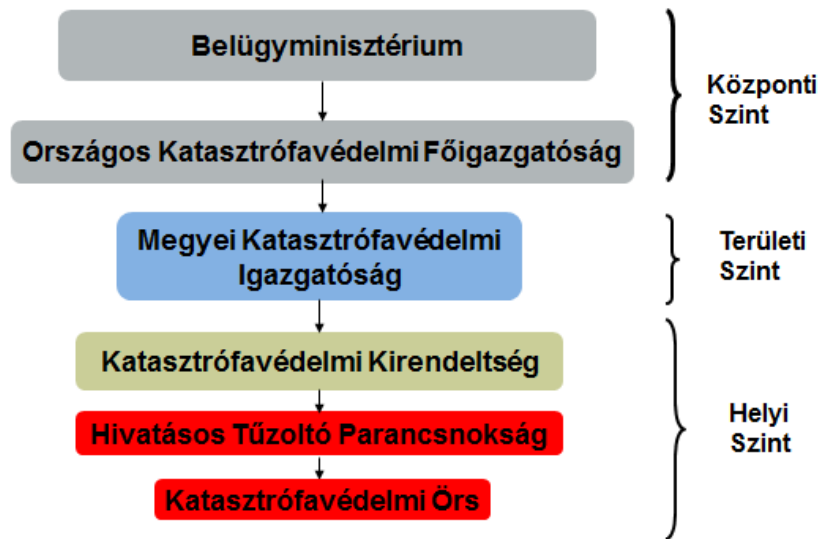 Belügyminisztérium
Országos Katasztrófavédelmi Főigazgatóság
Központi
Szint
Megyei Katasztrófavédelmi
Igazgatóság
Területi
Szint
Katasztrófavédelmi Kirendeltség
Hivatásos Tűzoltó Parancsnokság
Katasztrófavédelmi Örs
Helyi
Szint